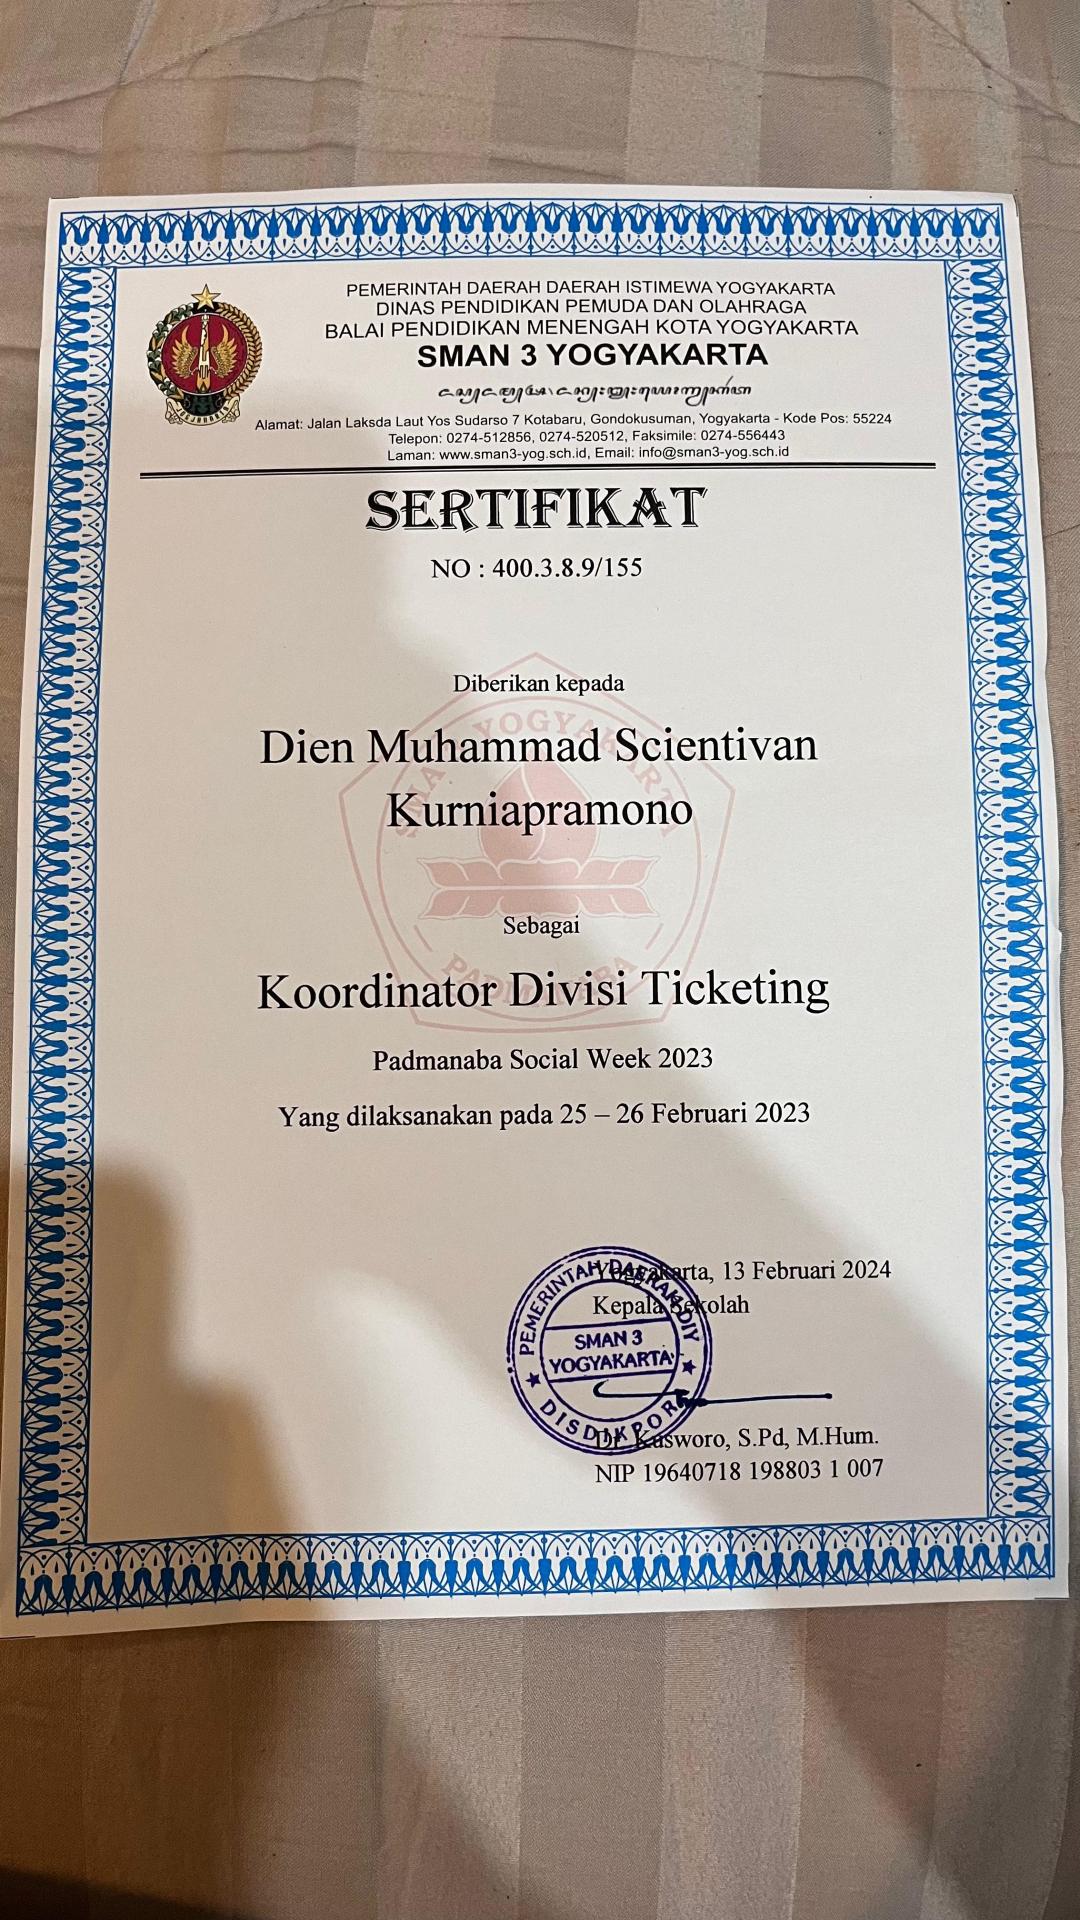 PEMERINTAH DAERAH DAERAH ISTIMEWA YOGYAKARTA
DINAS PENDIDIKAN PEMUDA DAN OLAHRAGA
BALAI PENDIDIKAN MENENGAH KOTA YOGYAKARTA
SMAN 3 YOGYAKARTA
Alamat: Jalan Laksda Laut Yos Sudarso 7 Kotabaru, Gondokusuman, Yogyakarta - Kode Pos: 55224
Telepon: 0274-512856, 0274-520512, Faksimile: 0274-556443
Laman: www.sman3-yog.sch.id, Email: info@sman3-yog.sch.id
SERTIFIKAT
NO : 400.3.8.9/155
Diberikan kepada
Dien Muhammad Scientivan
Kurniapramono
Sebagai
Koordinator Divisi Ticketing
Padmanaba Social Week 2023
Yang dilaksanakan pada 25 – 26 Februari 2023
Yogyakarta, 13 Februari 2024
Kepala Sekolah
PEMERINTAH DAERAH DIY
SMAN 3
YOGYAKARTA
DISDIKPORA
Dr. Kusworo, S.Pd, M.Hum.
NIP 19640718 198803 1 007